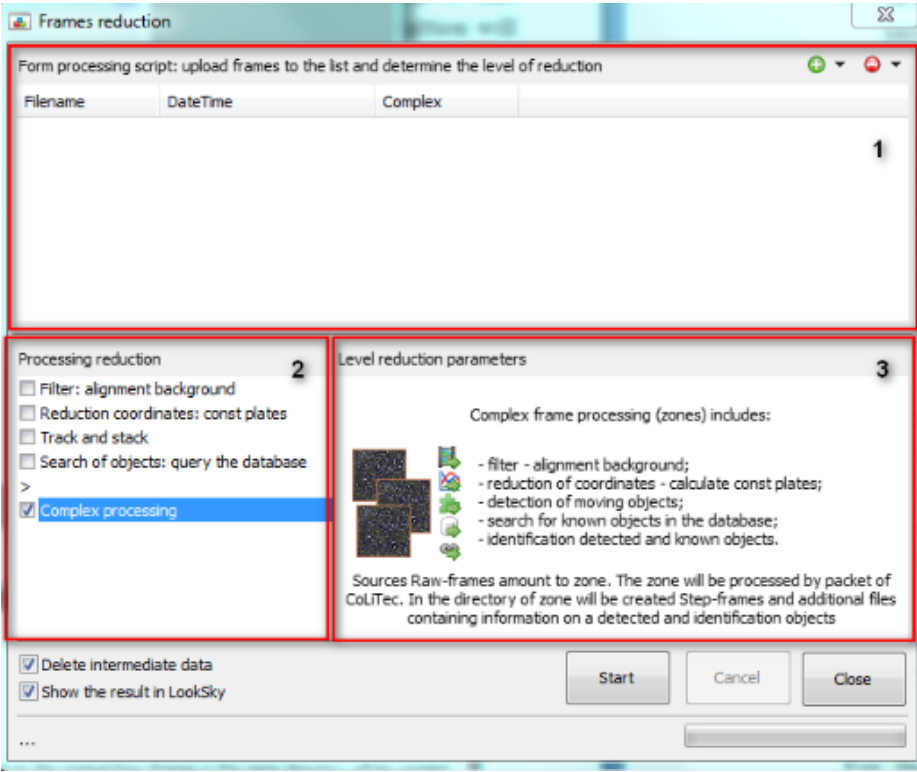 Frames reduction
Form processing script: upload frames to the list and determine the level of reduction
Filename DateTime Complex
1
Processing reduction
2
Filter: alignment background
Reduction coordinates: const plates
Track and stack
Search of objects: query the database
>
Complex processing
Level reduction parameters
3
Complex frame processing (zones) includes:
- filter - alignment background;
- reduction of coordinates - calculate const plates;
- detection of moving objects;
- search for known objects in the database;
- identification detected and known objects.
Sources Raw-frames amount to zone. The zone will be processed by packet of
CoLiTec. In the directory of zone will be created Step-frames and additional files
containing information on a detected and identification objects
Delete intermediate data
Show the result in LookSky
Start Cancel Close
...